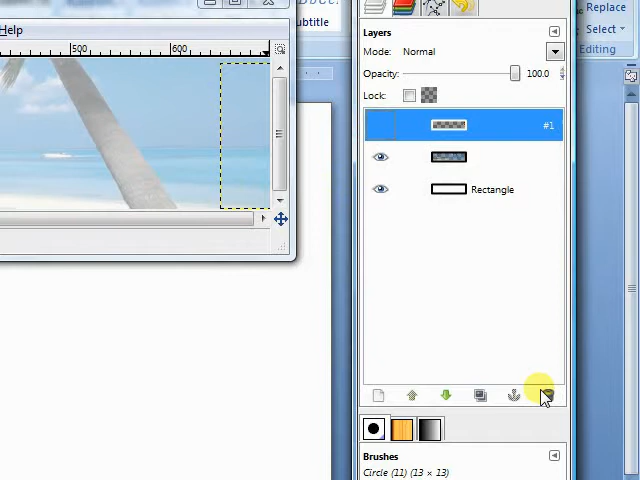 Replace
Select
Editing
ubtitle
Help
500
600
Layers
Mode: Normal
Opacity: 100.0
Lock:
#1
Rectangle
Brushes
Circle (11) (13 × 13)